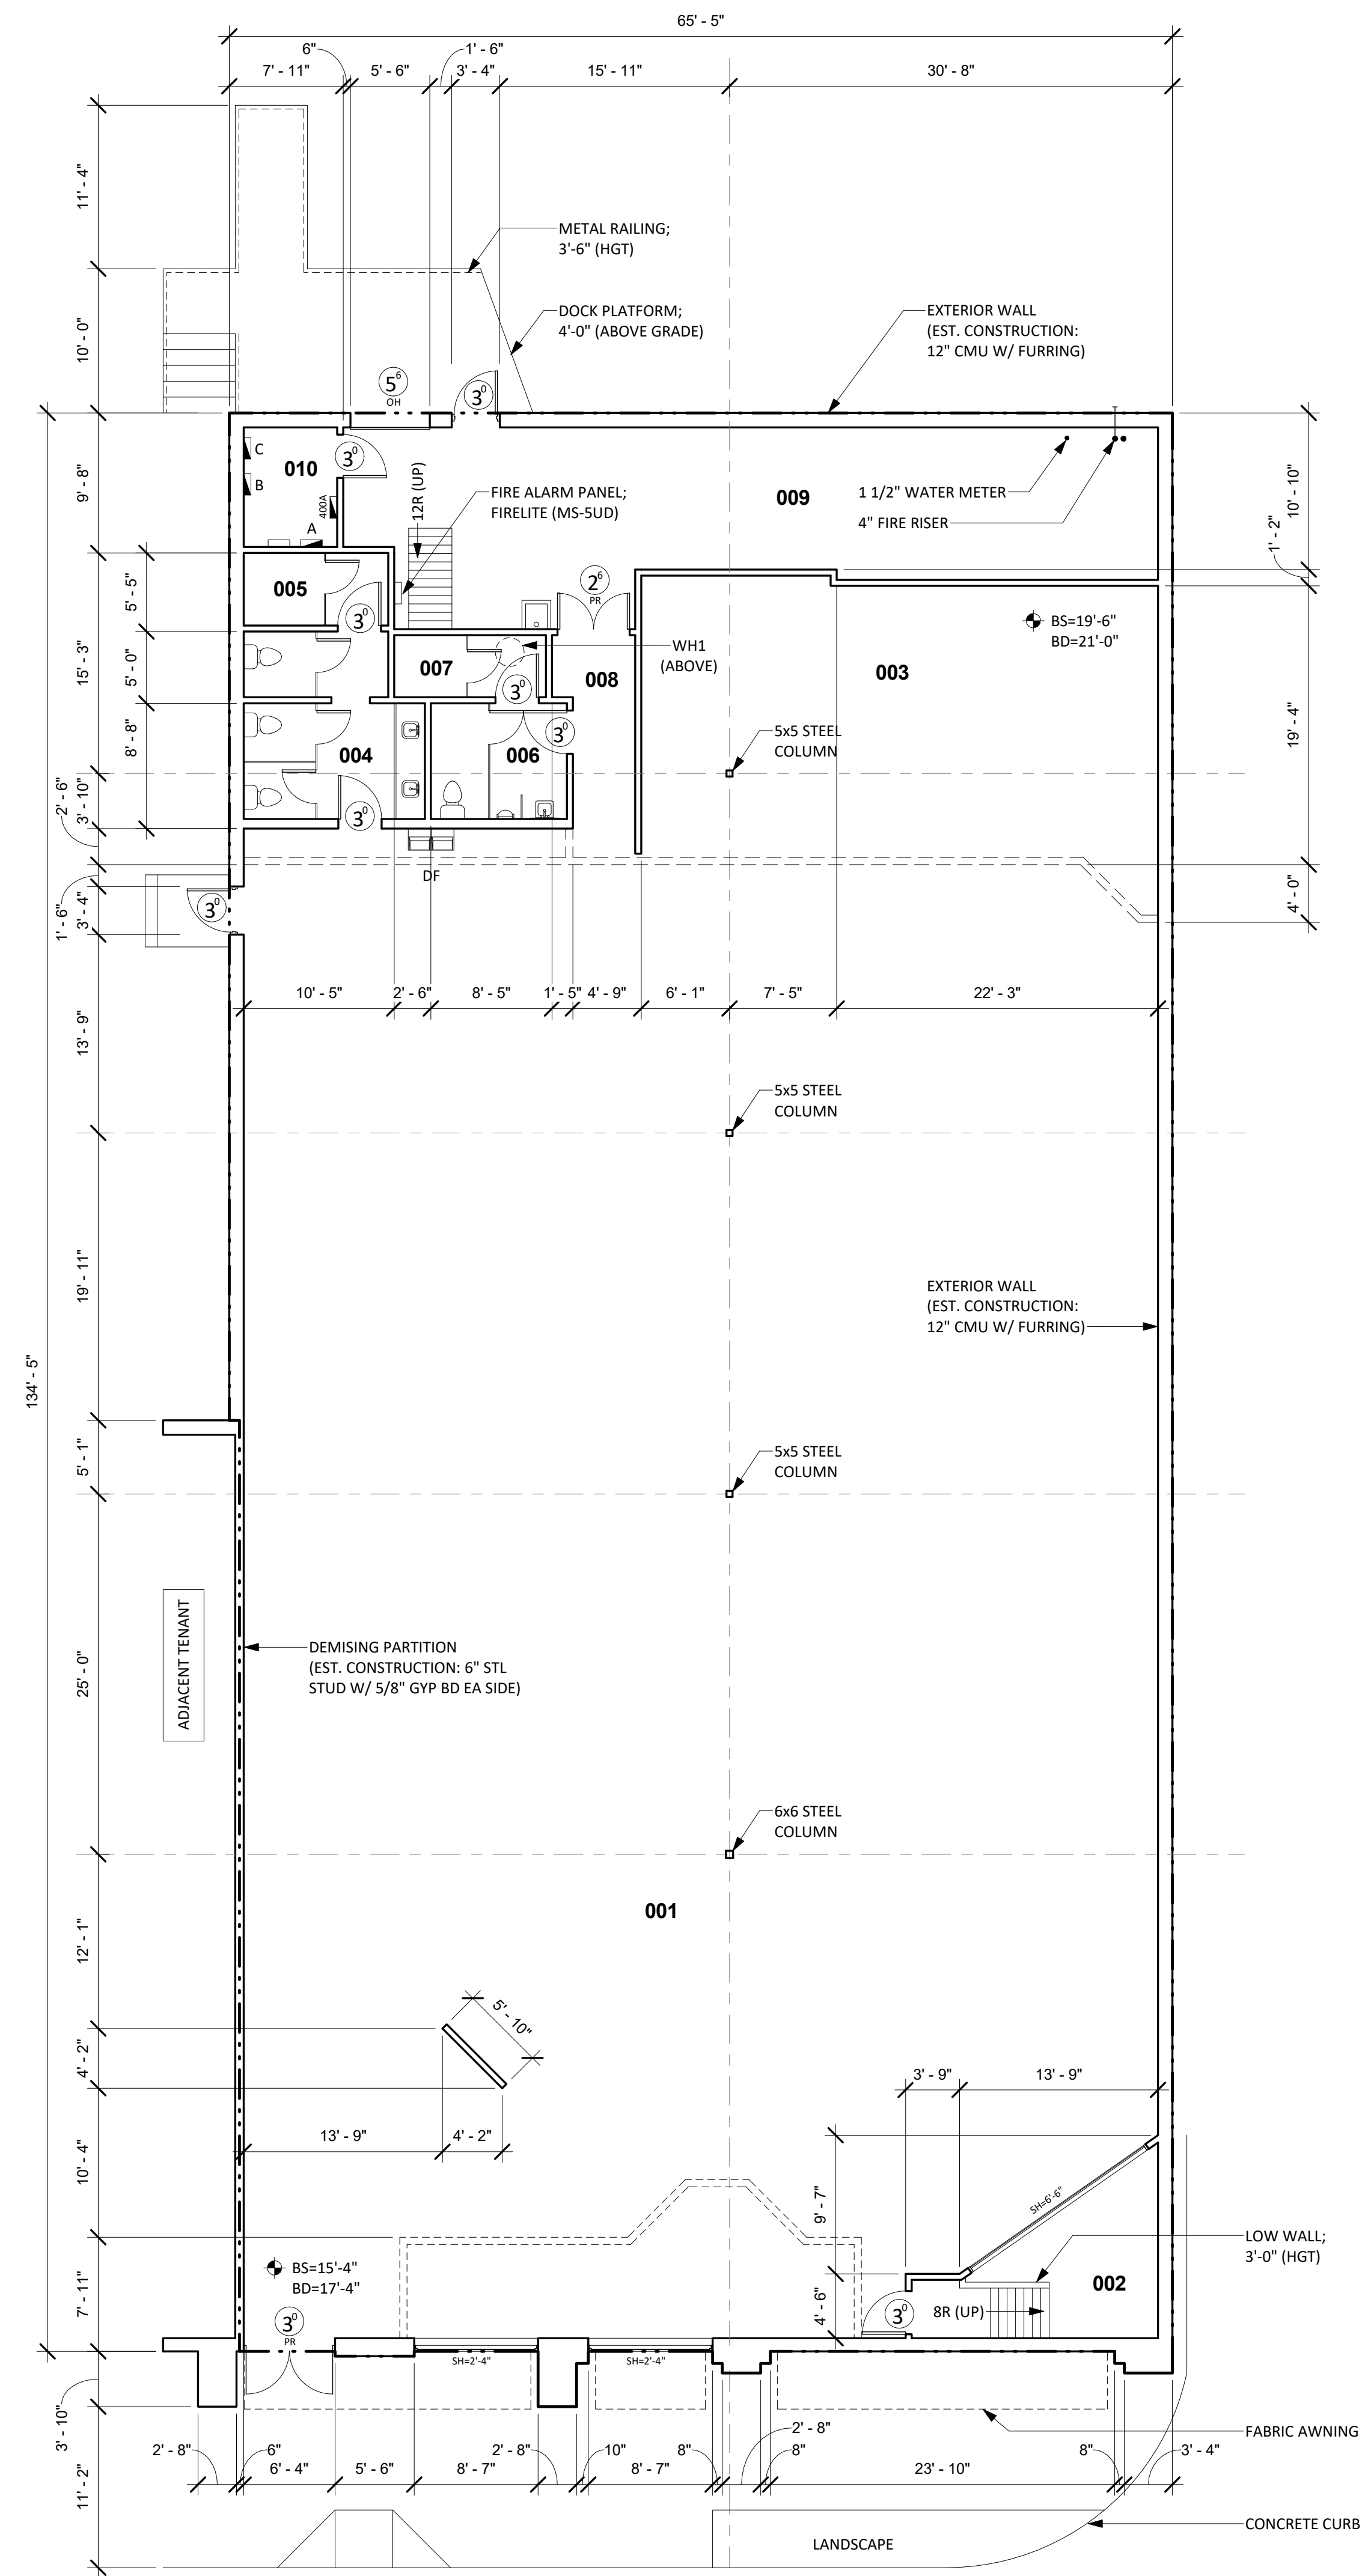 65' - 5"
6"
1' - 6"
7' - 11"
5' - 6"
3' - 4"
15' - 11"
30' - 8"
11' - 4"
METAL RAILING;
3'-6" (HGT)
10' - 0"
DOCK PLATFORM;
4'-0" (ABOVE GRADE)
EXTERIOR WALL
(EST. CONSTRUCTION:
12" CMU W/ FURRING)
5⁶
OH
3⁰
9' - 8"
C
B
010
3⁰
400A
A
12R (UP)
FIRE ALARM PANEL;
FIRELITE (MS-5UD)
009
1 1/2" WATER METER
4" FIRE RISER
10' - 10"
1' - 2"
5' - 5"
005
3⁰
2⁶
PR
BS=19'-6"
BD=21'-0"
15' - 3"
5' - 0"
007
3⁰
WH1
(ABOVE)
008
003
8' - 8"
004
3⁰
006
3⁰
5x5 STEEL
COLUMN
19' - 4"
2' - 6"
3' - 10"
DF
1' - 6"
3' - 4"
3⁰
4' - 0"
10' - 5"
2' - 6"
8' - 5"
1' - 5"
4' - 9"
6' - 1"
7' - 5"
22' - 3"
13' - 9"
5x5 STEEL
COLUMN
19' - 11"
EXTERIOR WALL
(EST. CONSTRUCTION:
12" CMU W/ FURRING)
134' - 5"
5' - 1"
5x5 STEEL
COLUMN
25' - 0"
ADJACENT TENANT
DEMISING PARTITION
(EST. CONSTRUCTION: 6" STL
STUD W/ 5/8" GYP BD EA SIDE)
6x6 STEEL
COLUMN
001
12' - 1"
5' - 10"
4' - 2"
3' - 9"
13' - 9"
13' - 9"
4' - 2"
10' - 4"
9' - 7"
SH=6'-6"
LOW WALL;
3'-0" (HGT)
BS=15'-4"
BD=17'-4"
7' - 11"
002
4' - 6"
3⁰
8R (UP)
3⁰
PR
SH=2'-4"
SH=2'-4"
3' - 10"
FABRIC AWNING
2' - 8"
6"
6' - 4"
5' - 6"
8' - 7"
2' - 8"
10"
8' - 7"
8"
2' - 8"
8"
23' - 10"
8"
3' - 4"
11' - 2"
CONCRETE CURB
LANDSCAPE